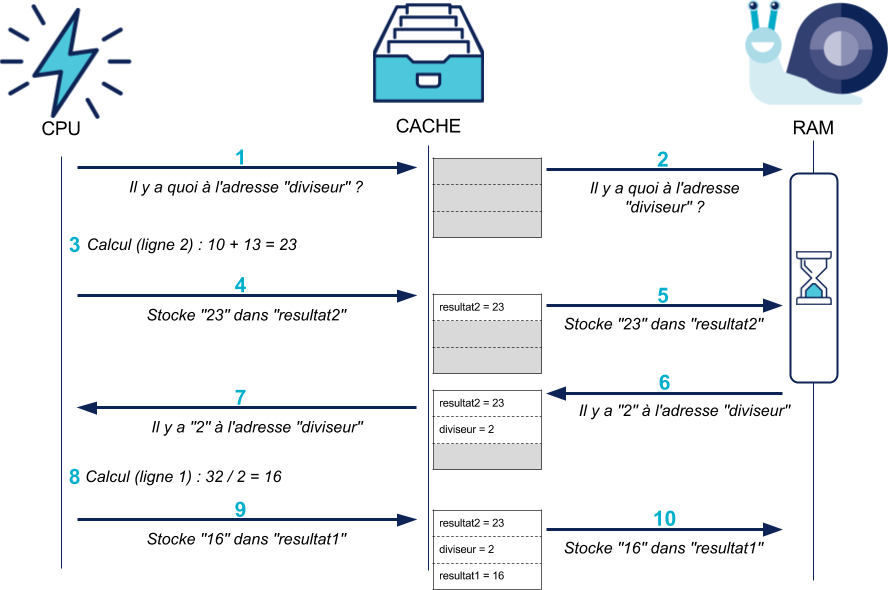 CPU
CACHE
RAM
1
Il y a quoi à l'adresse "diviseur" ?
2
Il y a quoi à l'adresse
"diviseur" ?
3 Calcul (ligne 2) : 10 + 13 = 23
4
Stocke "23" dans "resultat2"
resultat2 = 23
5
Stocke "23" dans "resultat2"
6
Il y a "2" à l'adresse "diviseur"
7
Il y a "2" à l'adresse "diviseur"
resultat2 = 23
diviseur = 2
8 Calcul (ligne 1) : 32 / 2 = 16
9
Stocke "16" dans "resultat1"
resultat2 = 23
diviseur = 2
resultat1 = 16
10
Stocke "16" dans "resultat1"